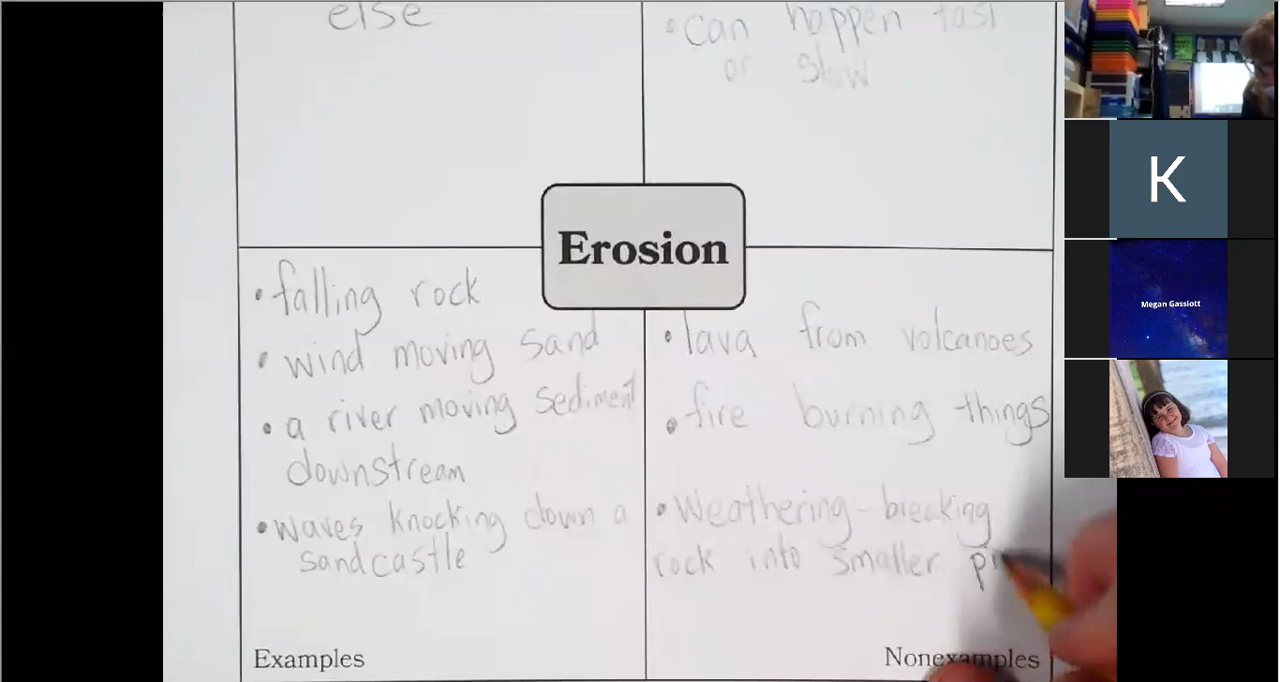 else
•can happen fast
or slow
Erosion
•falling rock
• wind moving sand
• a river moving sediment
downstream
•waves knocking down a
sandcastle
Examples
•lava from volcanoes
•fire burning things
•Weathering - breaking
rock into smaller pi
Nonexamples
K
Megan Gassiott